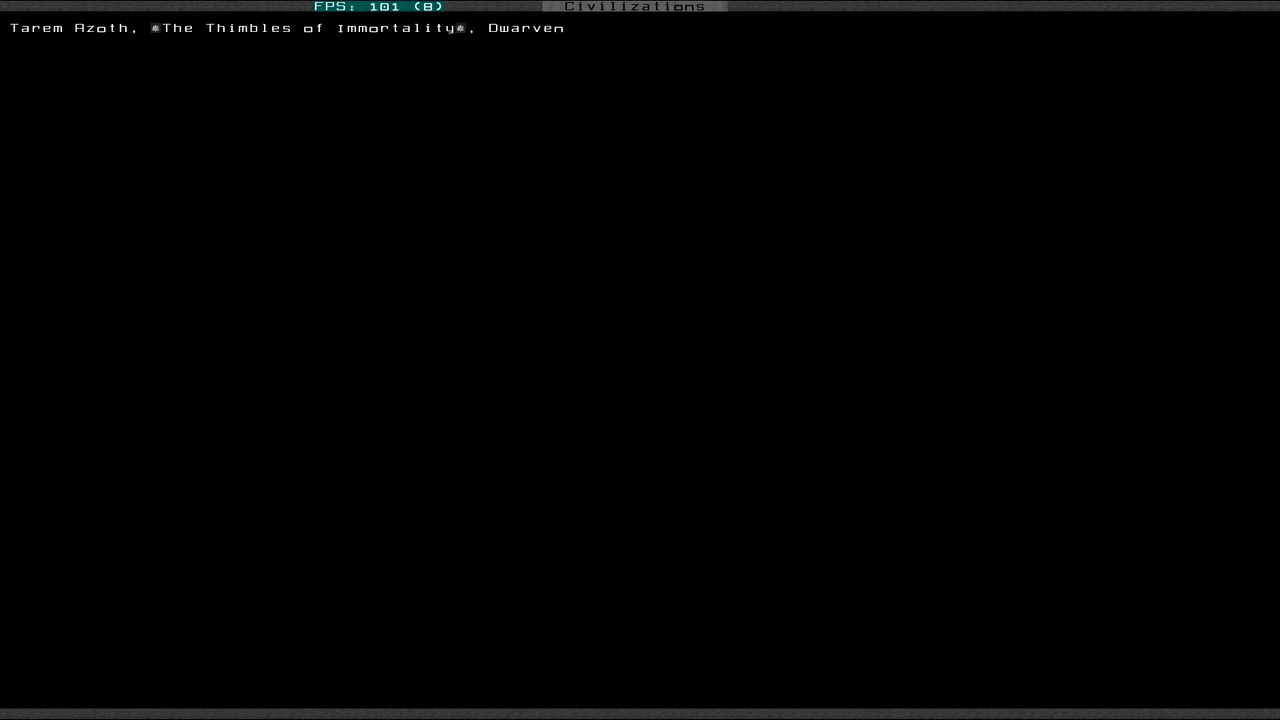 FPS: 101 (8) Civilizations
Tarem Azoth, ☼The Thimbles of Immortality☼, Dwarven